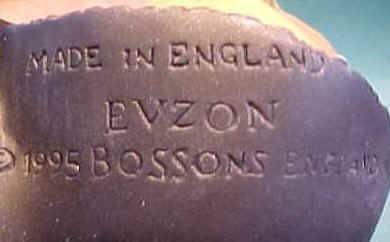 MADE IN ENGLAND
EVZON
© 1995 BOSSONS ENGLAND